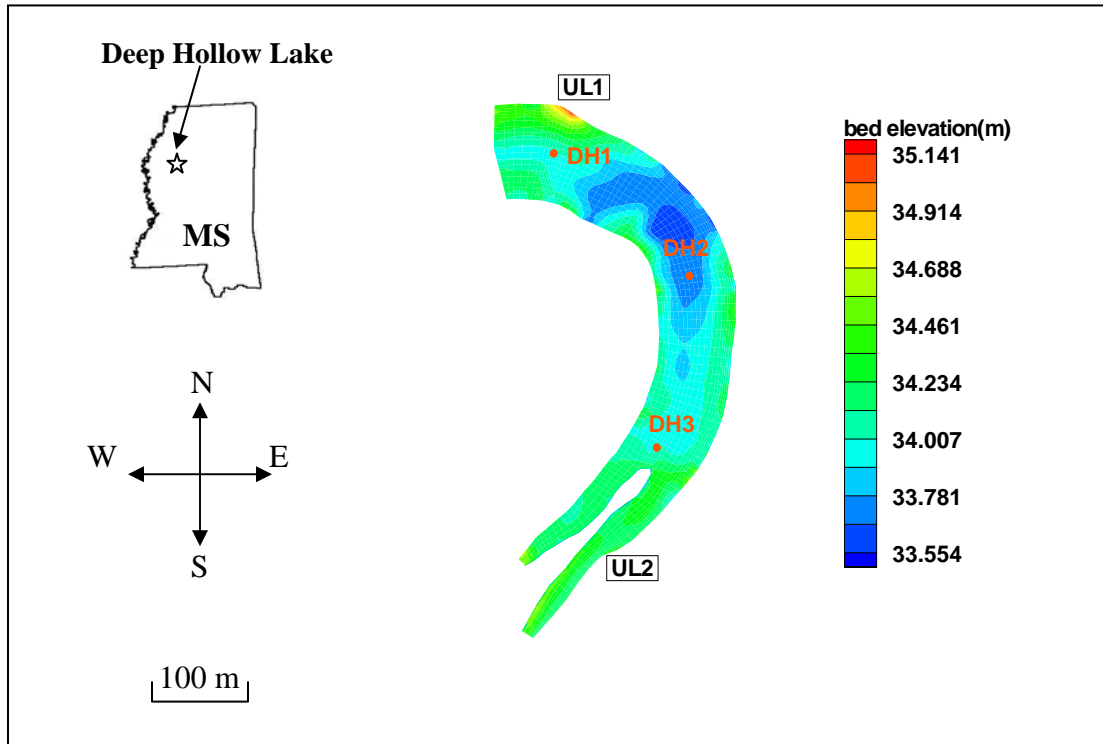 Deep Hollow Lake
MS
N
W
E
S
100 m
UL1
DH1
DH2
DH3
UL2
bed elevation(m)
35.141
34.914
34.688
34.461
34.234
34.007
33.781
33.554